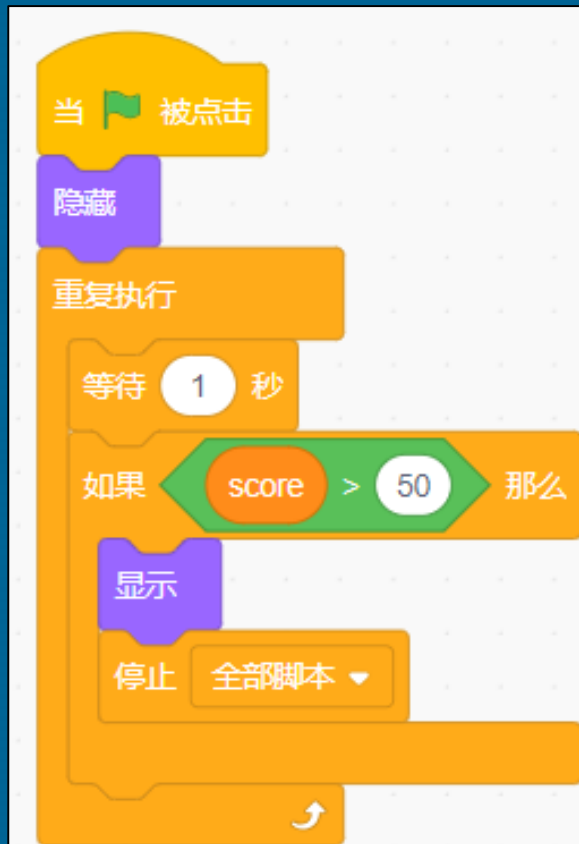 当 被点击
隐藏
重复执行
等待 1 秒
如果 score > 50 那么
显示
停止 全部脚本